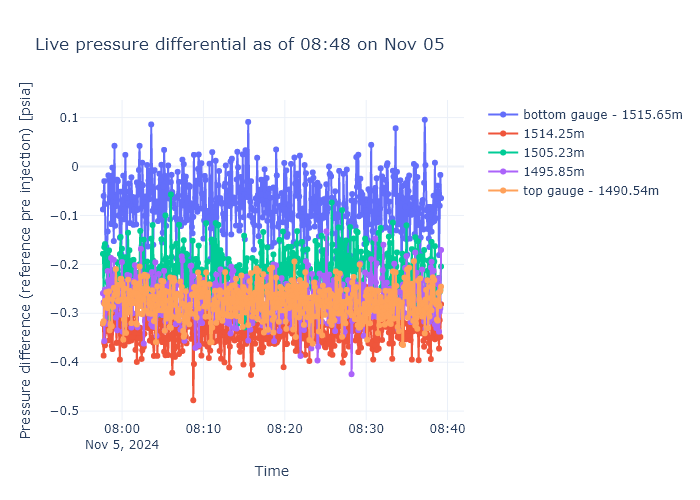 Live pressure differential as of 08:48 on Nov 05
Pressure difference (reference pre injection) [psia]
0.1
0
−0.1
−0.2
−0.3
−0.4
−0.5
08:00
Nov 5, 2024
08:10
08:20
08:30
08:40
Time
bottom gauge - 1515.65m
1514.25m
1505.23m
1495.85m
top gauge - 1490.54m